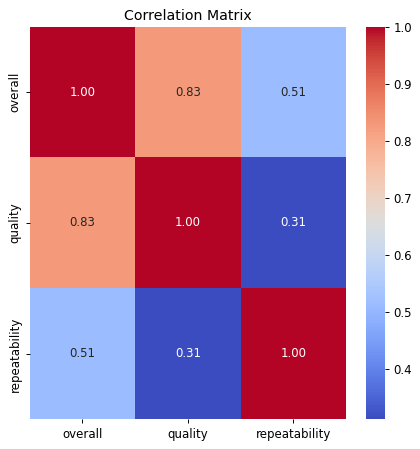 Correlation Matrix
overall
1.00 0.83 0.51
quality
0.83 1.00 0.31
repeatability
0.51 0.31 1.00
overall quality repeatability
1.0
0.9
0.8
0.7
0.6
0.5
0.4